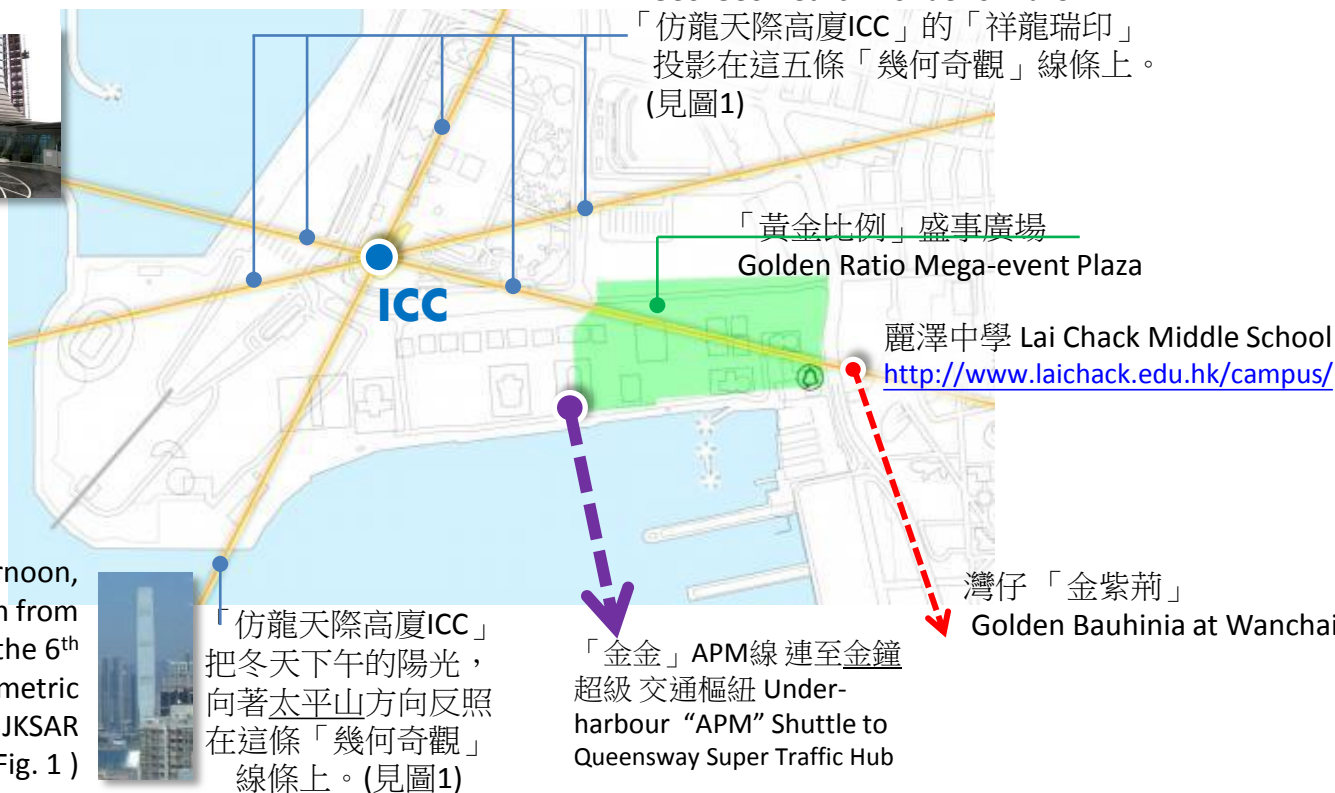 「仿龍天際高廈ICC」的「祥龍瑞印」
投影在這五條「幾何奇觀」線條上。
(見圖1)
「黃金比例」盛事廣場
Golden Ratio Mega-event Plaza
ICC
麗澤中學 Lai Chack Middle School
http://www.laichack.edu.hk/campus/
灣仔 「金紫荊」
Golden Bauhinia at Wanchai
rnoon,
n from
the 6th
metric
JKSAR
Fig. 1 )
「仿龍天際高廈ICC」
把冬天下午的陽光，
向著太平山方向反照
在這條「幾何奇觀」
線條上。(見圖1)
「金金」APM線 連至金鐘
超級 交通樞紐 Under-
harbour “APM” Shuttle to
Queensway Super Traffic Hub